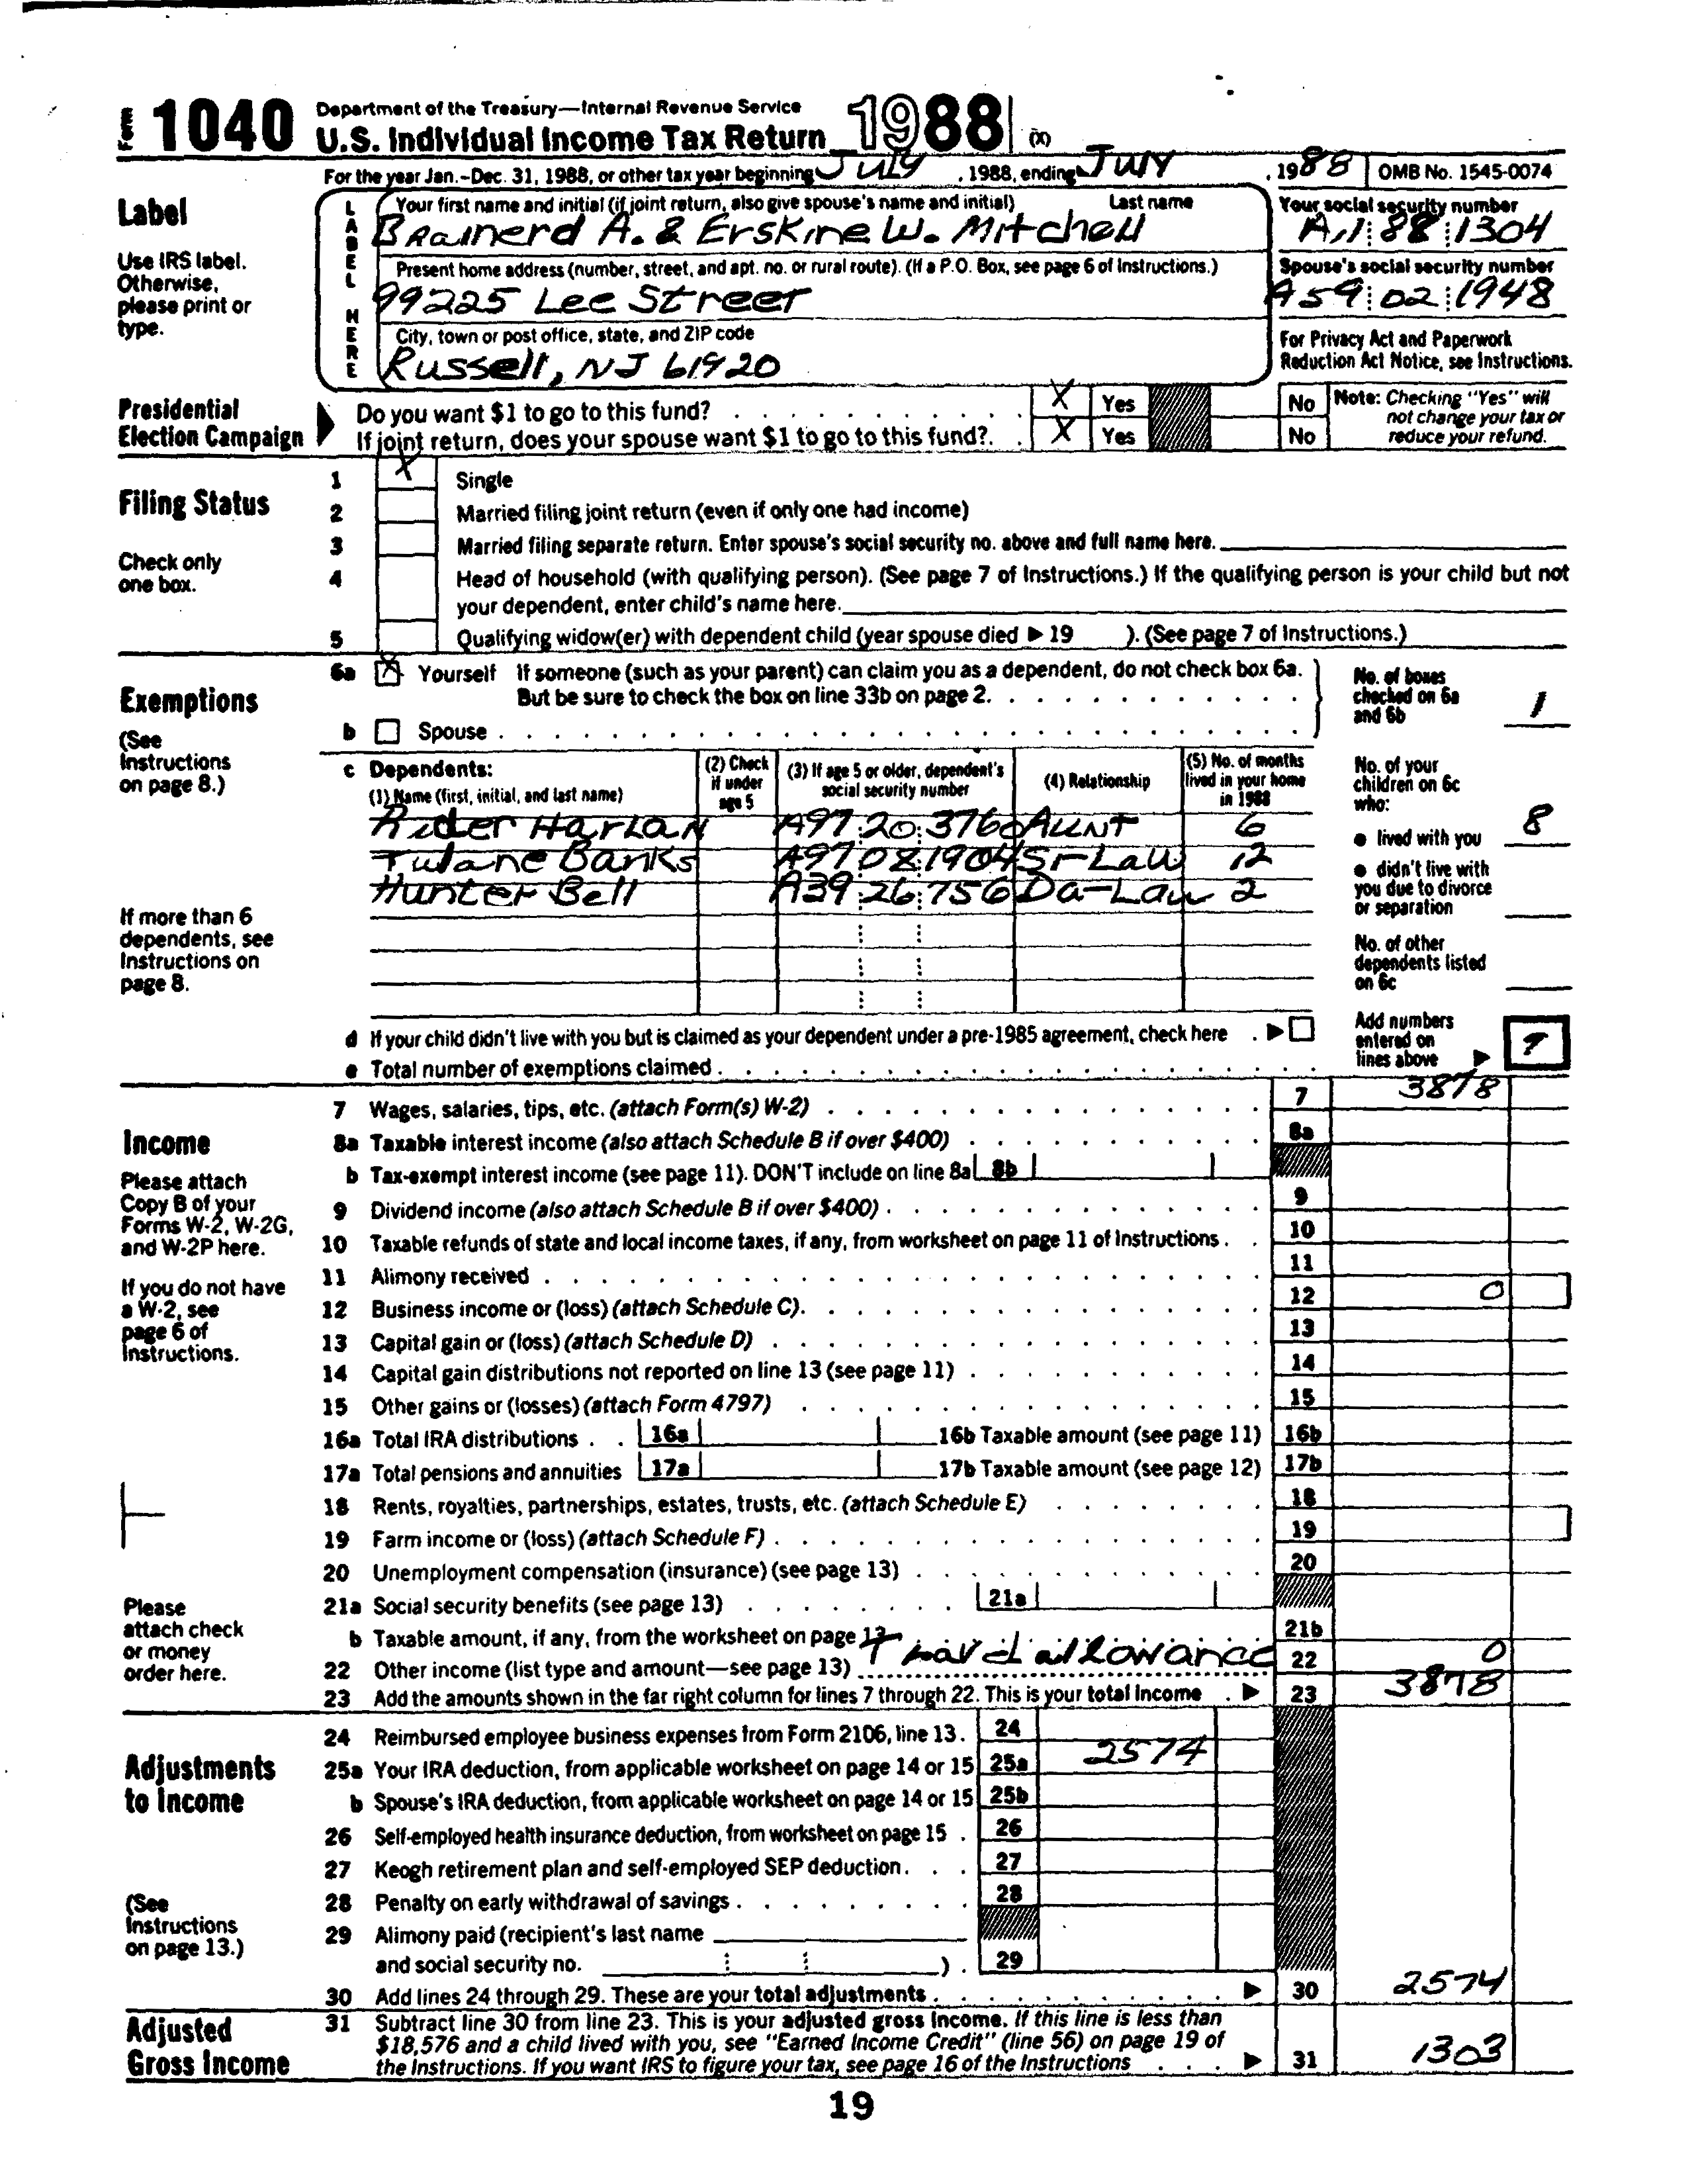 Form 1040 Department of the Treasury—Internal Revenue Service
U.S. Individual Income Tax Return 1988 (X)
For the year Jan.-Dec. 31, 1988, or other tax year beginning July , 1988, ending July , 1988 OMB No. 1545-0074
Label
Use IRS label. Otherwise, please print or type.
LABEL HERE
Your first name and initial (if joint return, also give spouse's name and initial) Last name
Brainerd A. & Erskine W. Mitchell
Your social security number
A,1:88:1304
Present home address (number, street, and apt. no. or rural route). (If a P.O. Box, see page 6 of Instructions.)
99225 Lee Street
Spouse's social security number
A59:02:1948
City, town or post office, state, and ZIP code
Russell, NJ 61920
For Privacy Act and Paperwork Reduction Act Notice, see Instructions.
Presidential Election Campaign
Do you want $1 to go to this fund? X Yes No
If joint return, does your spouse want $1 to go to this fund?. X Yes No
Note: Checking "Yes" will not change your tax or reduce your refund.
Filing Status
Check only one box.
1 X Single
2 Married filing joint return (even if only one had income)
3 Married filing separate return. Enter spouse's social security no. above and full name here.
4 Head of household (with qualifying person). (See page 7 of Instructions.) If the qualifying person is your child but not
your dependent, enter child's name here.
5 Qualifying widow(er) with dependent child (year spouse died ▶ 19 ). (See page 7 of Instructions.)
Exemptions
(See Instructions on page 8.)
6a X Yourself If someone (such as your parent) can claim you as a dependent, do not check box 6a.
But be sure to check the box on line 33b on page 2.
b Spouse
No. of boxes checked on 6a and 6b 1
c Dependents:
(1) Name (first, initial, and last name)
(2) Check if under age 5
(3) If age 5 or older, dependent's social security number
(4) Relationship
(5) No. of months lived in your home in 1988
Rider Harlan A97:20:3760 Aunt 6
Tulane Banks A97 08 1904 Sr-Law 12
Hunter Bell A39:26:756 Da-Law 2
If more than 6 dependents, see Instructions on page 8.
No. of your children on 6c who:
● lived with you 8
● didn't live with you due to divorce or separation
No. of other dependents listed on 6c
d If your child didn't live with you but is claimed as your dependent under a pre-1985 agreement, check here . ▶
e Total number of exemptions claimed
Add numbers entered on lines above ▶ 9
Income
Please attach Copy B of your Forms W-2, W-2G, and W-2P here.
If you do not have a W-2, see page 6 of Instructions.
7 Wages, salaries, tips, etc. (attach Form(s) W-2) 7 3878
8a Taxable interest income (also attach Schedule B if over $400) 8a
b Tax-exempt interest income (see page 11). DON'T include on line 8a 8b
9 Dividend income (also attach Schedule B if over $400) 9
10 Taxable refunds of state and local income taxes, if any, from worksheet on page 11 of Instructions 10
11 Alimony received 11
12 Business income or (loss) (attach Schedule C). 12 0
13 Capital gain or (loss) (attach Schedule D) 13
14 Capital gain distributions not reported on line 13 (see page 11) 14
15 Other gains or (losses) (attach Form 4797) 15
16a Total IRA distributions 16a 16b Taxable amount (see page 11) 16b
17a Total pensions and annuities 17a 17b Taxable amount (see page 12) 17b
18 Rents, royalties, partnerships, estates, trusts, etc. (attach Schedule E) 18
19 Farm income or (loss) (attach Schedule F) 19
20 Unemployment compensation (insurance) (see page 13) 20
21a Social security benefits (see page 13) 21a
b Taxable amount, if any, from the worksheet on page 13 21b
22 Other income (list type and amount—see page 13) Travel allowance 22 0
23 Add the amounts shown in the far right column for lines 7 through 22. This is your total income ▶ 23 3878
Please attach check or money order here.
Adjustments to Income
(See Instructions on page 13.)
24 Reimbursed employee business expenses from Form 2106, line 13. 24
25a Your IRA deduction, from applicable worksheet on page 14 or 15 25a 2574
b Spouse's IRA deduction, from applicable worksheet on page 14 or 15 25b
26 Self-employed health insurance deduction, from worksheet on page 15 26
27 Keogh retirement plan and self-employed SEP deduction 27
28 Penalty on early withdrawal of savings 28
29 Alimony paid (recipient's last name
and social security no. ) 29
30 Add lines 24 through 29. These are your total adjustments ▶ 30 2574
Adjusted Gross Income
31 Subtract line 30 from line 23. This is your adjusted gross income. If this line is less than
$18,576 and a child lived with you, see "Earned Income Credit" (line 56) on page 19 of
the Instructions. If you want IRS to figure your tax, see page 16 of the Instructions ▶ 31 1303
19